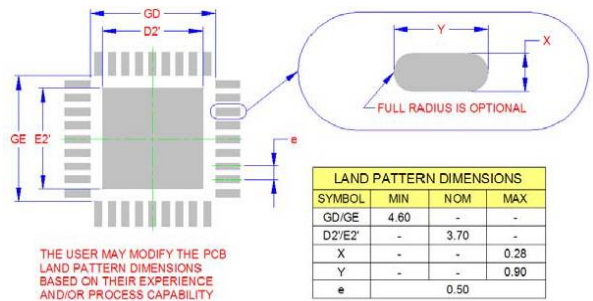 GD
D2'
GE
E2'
e
Y
X
FULL RADIUS IS OPTIONAL
THE USER MAY MODIFY THE PCB
LAND PATTERN DIMENSIONS
BASED ON THEIR EXPERIENCE
AND/OR PROCESS CAPABILITY
LAND PATTERN DIMENSIONS
SYMBOL MIN NOM MAX
GD/GE 4.60 - -
D2'/E2' - 3.70 -
X - - 0.28
Y - - 0.90
e 0.50